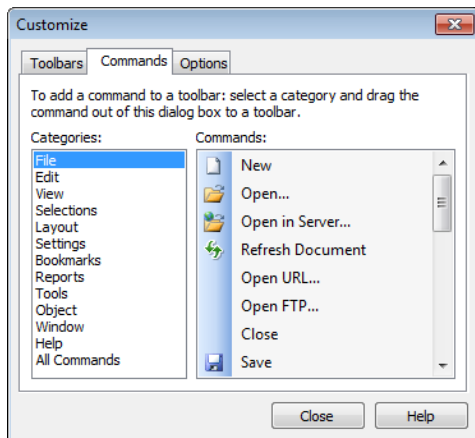 Customize
Toolbars Commands Options
To add a command to a toolbar: select a category and drag the
command out of this dialog box to a toolbar.
Categories:
File
Edit
View
Selections
Layout
Settings
Bookmarks
Reports
Tools
Object
Window
Help
All Commands
Commands:
New
Open...
Open in Server...
Refresh Document
Open URL...
Open FTP...
Close
Save
Close Help